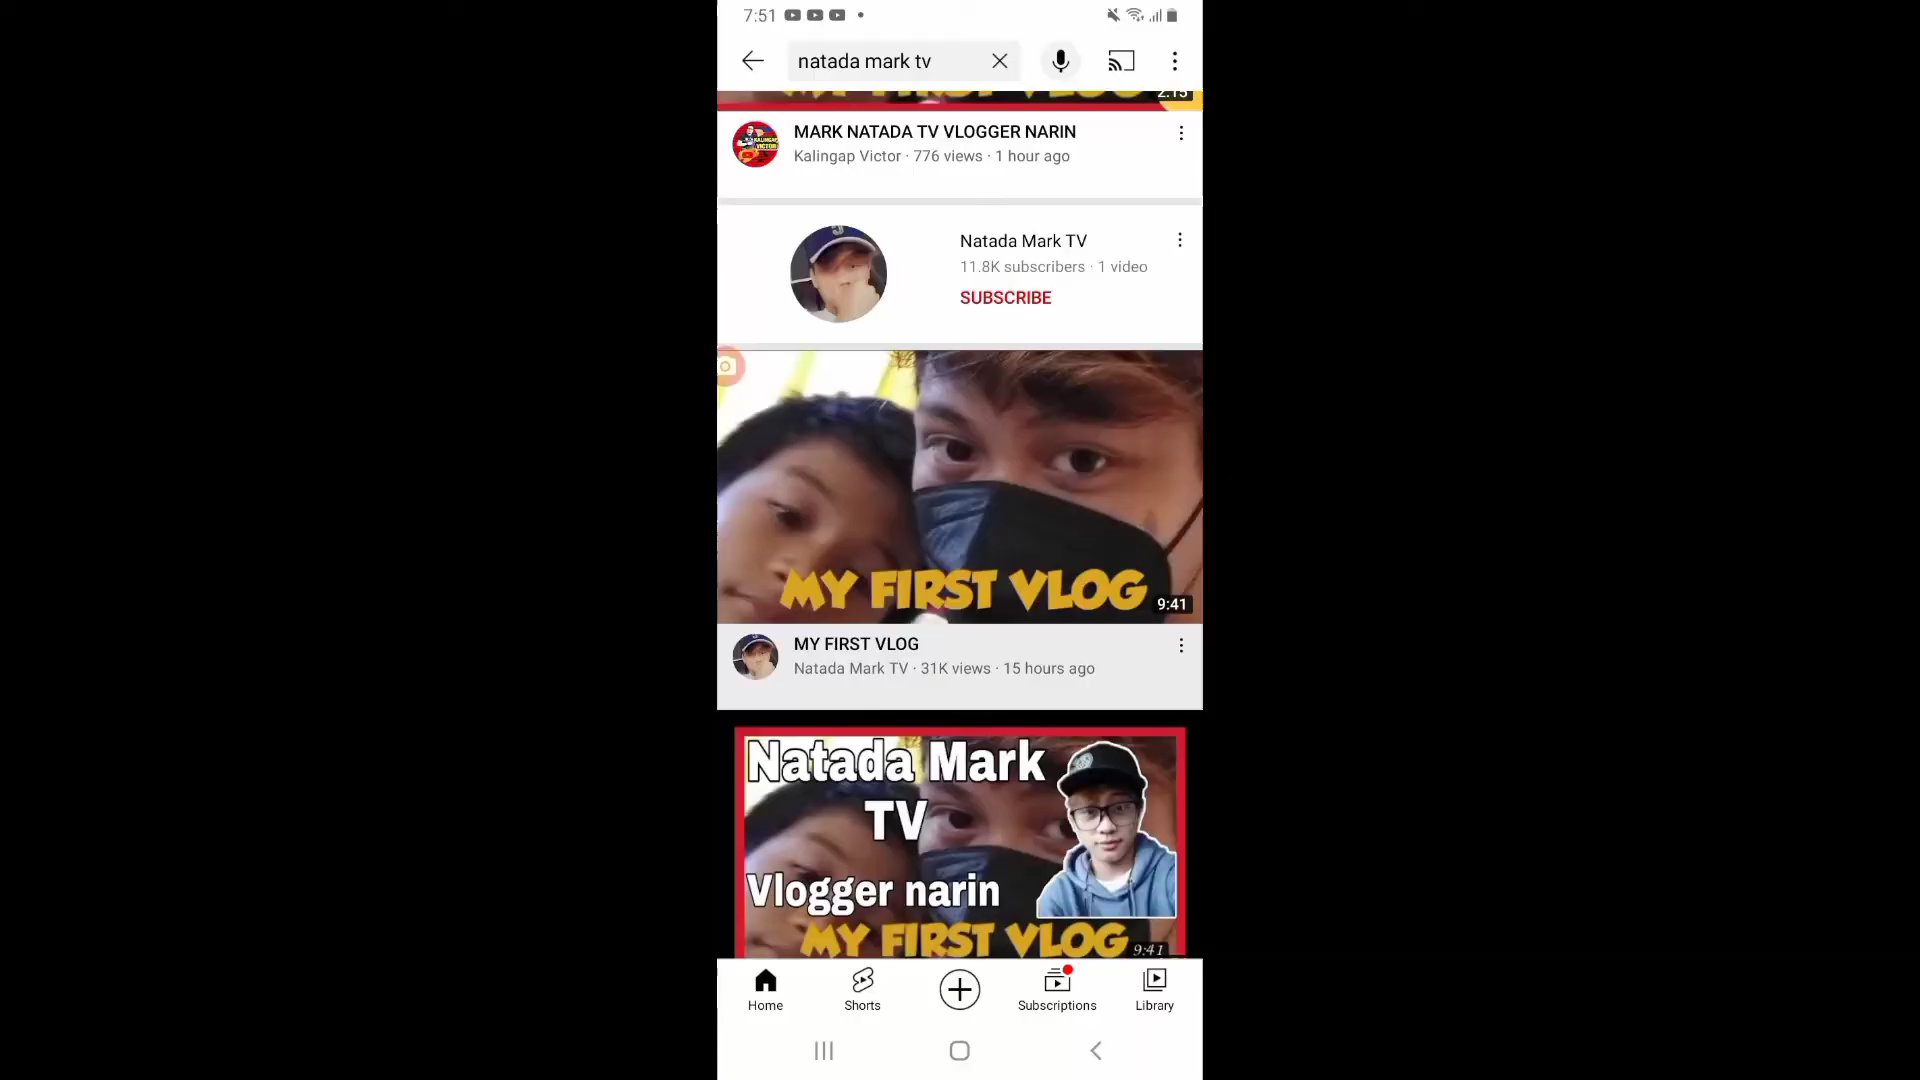 7:51
natada mark tv
2:15
MARK NATADA TV VLOGGER NARIN
Kalingap Victor · 776 views · 1 hour ago
Natada Mark TV
11.8K subscribers · 1 video
SUBSCRIBE
MY FIRST VLOG
9:41
MY FIRST VLOG
Natada Mark TV · 31K views · 15 hours ago
Natada Mark
TV
Vlogger narin
MY FIRST VLOG
9:41
Home
Shorts
Subscriptions
Library